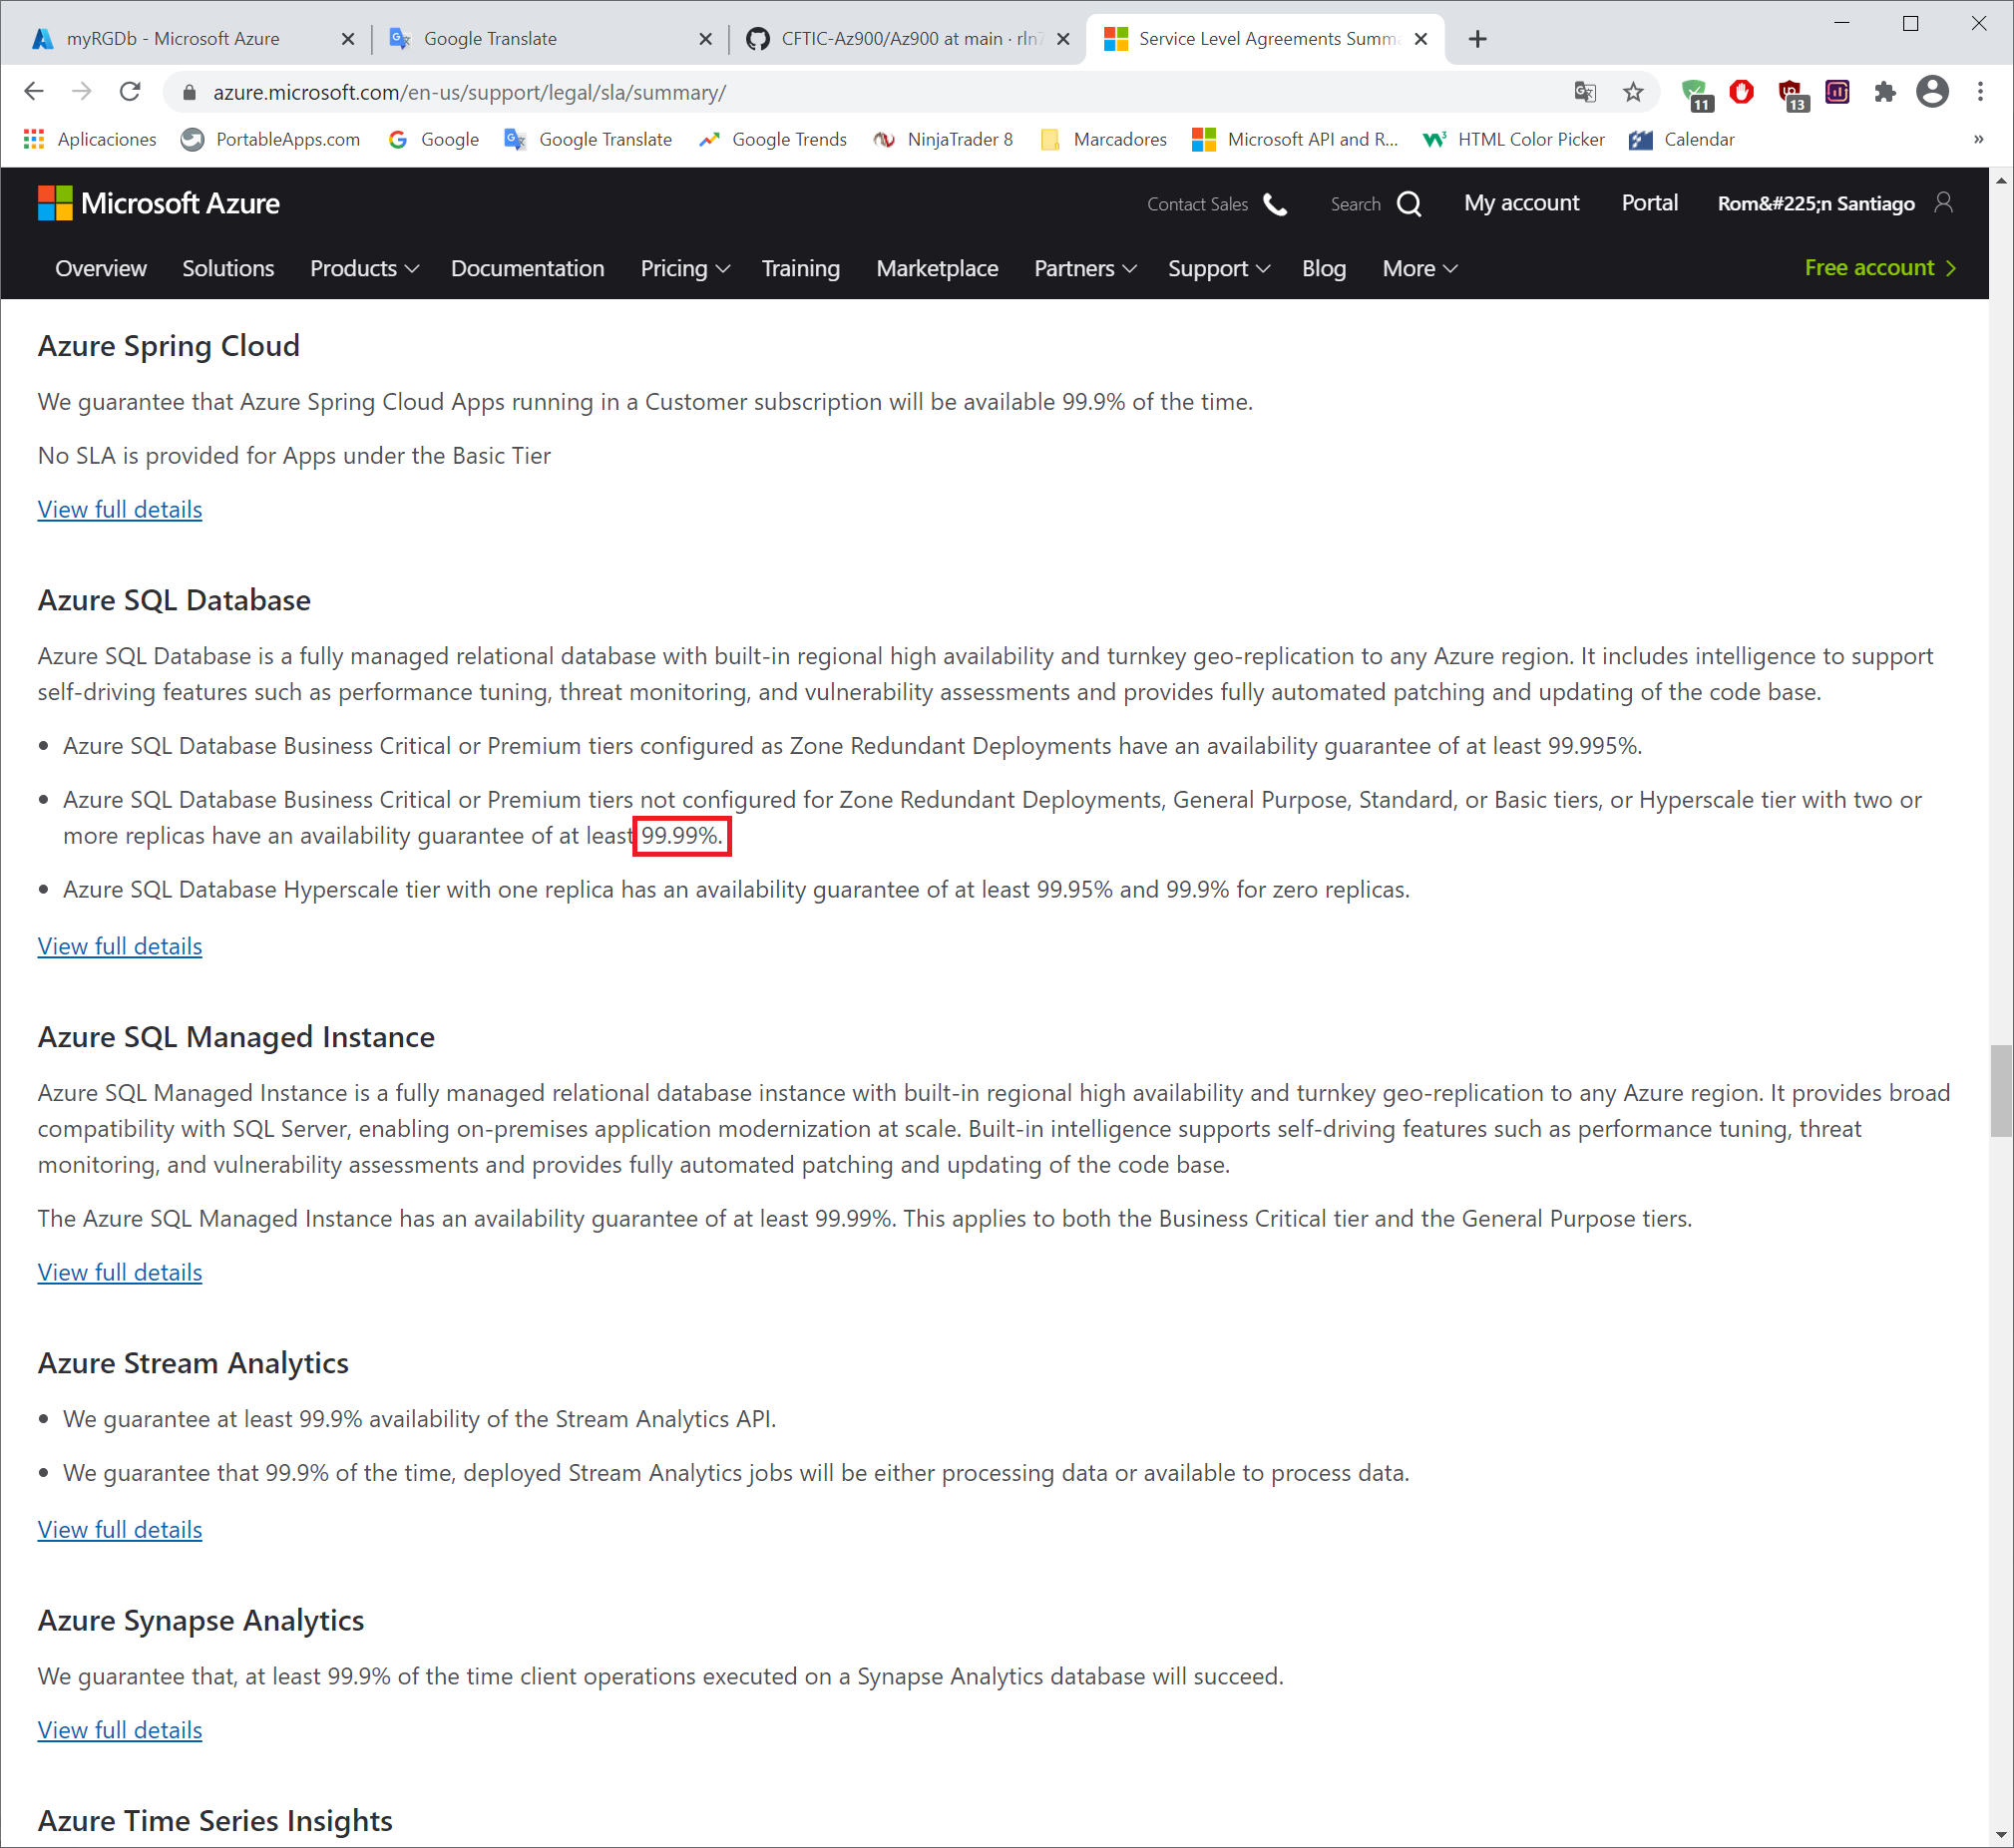 myRGDb - Microsoft Azure
Google Translate
CFTIC-Az900/Az900 at main · rln7
Service Level Agreements Summa
azure.microsoft.com/en-us/support/legal/sla/summary/
11
13
Aplicaciones
PortableApps.com
Google
Google Translate
Google Trends
NinjaTrader 8
Marcadores
Microsoft API and R...
HTML Color Picker
Calendar
»
Microsoft Azure
Contact Sales
Search
My account
Portal
Rom&#225;n Santiago
Overview
Solutions
Products
Documentation
Pricing
Training
Marketplace
Partners
Support
Blog
More
Free account
Azure Spring Cloud
We guarantee that Azure Spring Cloud Apps running in a Customer subscription will be available 99.9% of the time.
No SLA is provided for Apps under the Basic Tier
View full details
Azure SQL Database
Azure SQL Database is a fully managed relational database with built-in regional high availability and turnkey geo-replication to any Azure region. It includes intelligence to support
self-driving features such as performance tuning, threat monitoring, and vulnerability assessments and provides fully automated patching and updating of the code base.
• Azure SQL Database Business Critical or Premium tiers configured as Zone Redundant Deployments have an availability guarantee of at least 99.995%.
• Azure SQL Database Business Critical or Premium tiers not configured for Zone Redundant Deployments, General Purpose, Standard, or Basic tiers, or Hyperscale tier with two or
more replicas have an availability guarantee of at least 99.99%.
• Azure SQL Database Hyperscale tier with one replica has an availability guarantee of at least 99.95% and 99.9% for zero replicas.
View full details
Azure SQL Managed Instance
Azure SQL Managed Instance is a fully managed relational database instance with built-in regional high availability and turnkey geo-replication to any Azure region. It provides broad
compatibility with SQL Server, enabling on-premises application modernization at scale. Built-in intelligence supports self-driving features such as performance tuning, threat
monitoring, and vulnerability assessments and provides fully automated patching and updating of the code base.
The Azure SQL Managed Instance has an availability guarantee of at least 99.99%. This applies to both the Business Critical tier and the General Purpose tiers.
View full details
Azure Stream Analytics
• We guarantee at least 99.9% availability of the Stream Analytics API.
• We guarantee that 99.9% of the time, deployed Stream Analytics jobs will be either processing data or available to process data.
View full details
Azure Synapse Analytics
We guarantee that, at least 99.9% of the time client operations executed on a Synapse Analytics database will succeed.
View full details
Azure Time Series Insights